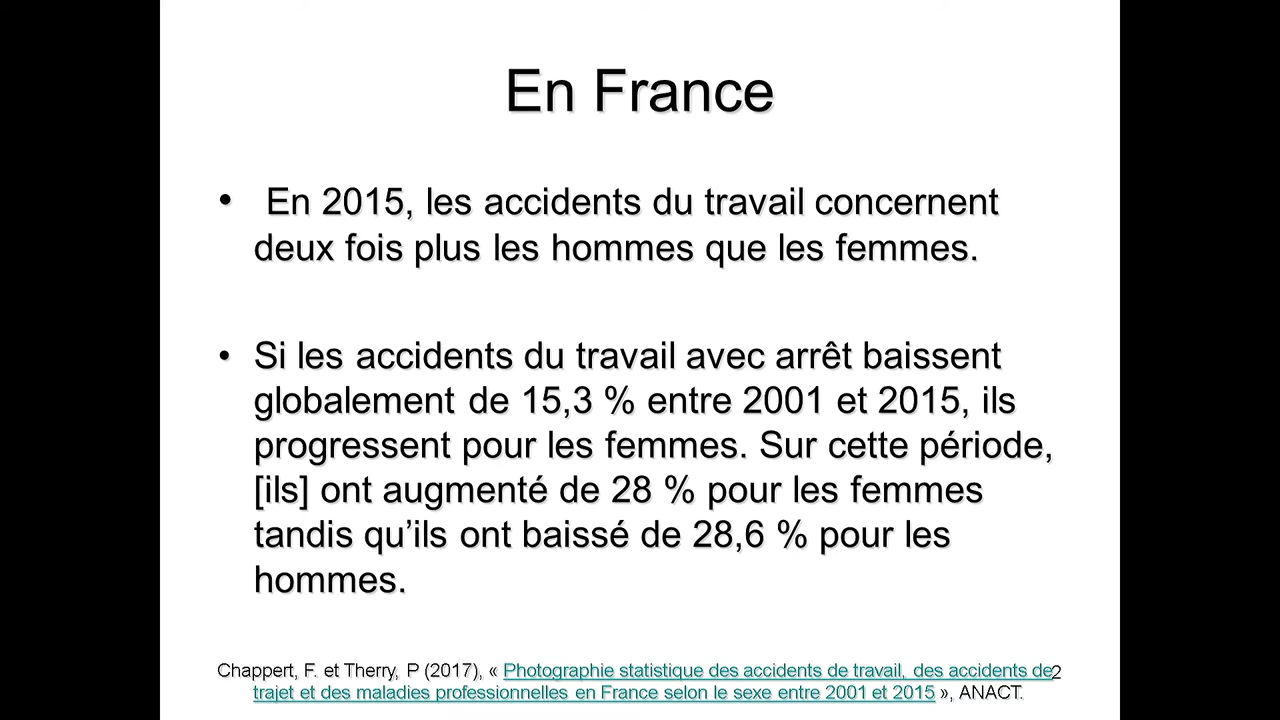 En France
• En 2015, les accidents du travail concernent
deux fois plus les hommes que les femmes.
• Si les accidents du travail avec arrêt baissent
globalement de 15,3 % entre 2001 et 2015, ils
progressent pour les femmes. Sur cette période,
[ils] ont augmenté de 28 % pour les femmes
tandis qu’ils ont baissé de 28,6 % pour les
hommes.
Chappert, F. et Therry, P (2017), « Photographie statistique des accidents de travail, des accidents de
2
trajet et des maladies professionnelles en France selon le sexe entre 2001 et 2015 », ANACT.